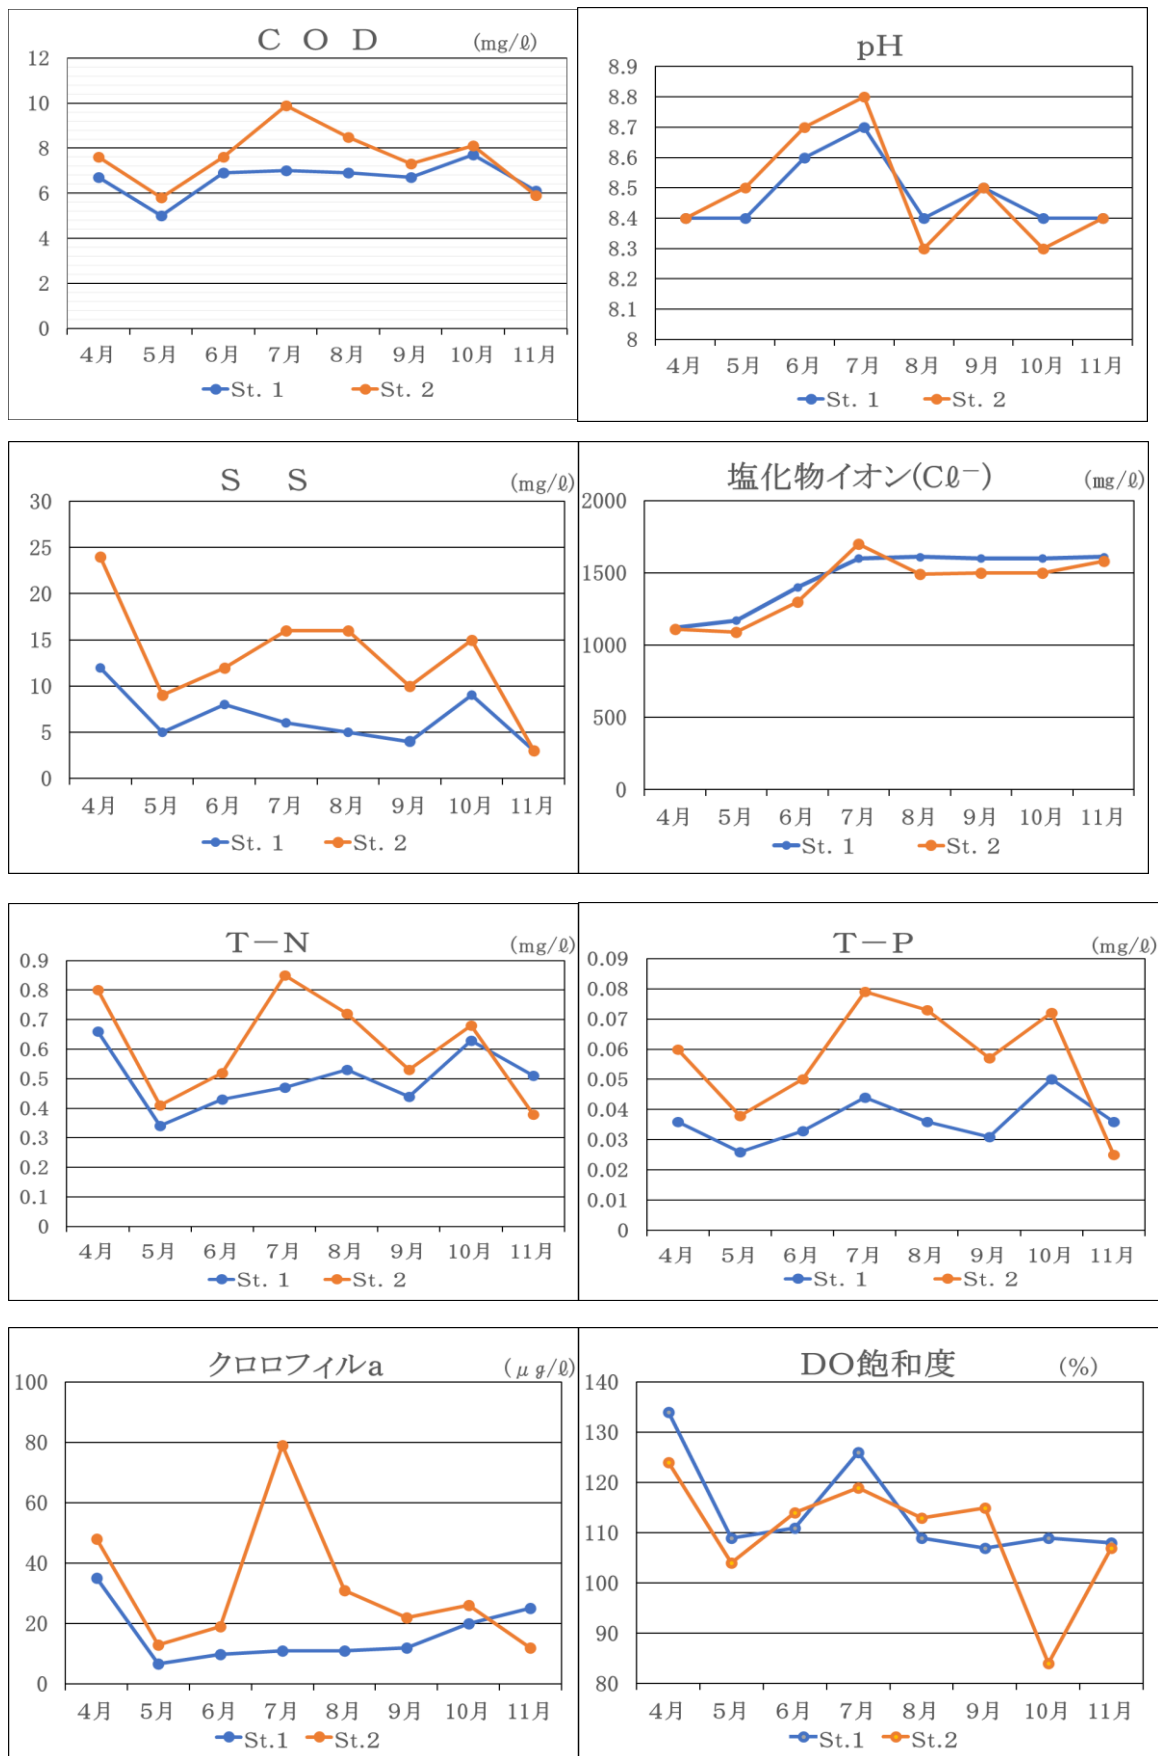 ＣＯＤ (mg/ℓ)
12
10
8
6
4
2
0
4月 5月 6月 7月 8月 9月 10月 11月
St. 1 St. 2
pH
8.9
8.8
8.7
8.6
8.5
8.4
8.3
8.2
8.1
8
4月 5月 6月 7月 8月 9月 10月 11月
St. 1 St. 2
ＳＳ (mg/ℓ)
30
25
20
15
10
5
0
4月 5月 6月 7月 8月 9月 10月 11月
St. 1 St. 2
塩化物イオン(Cℓ－) (mg/ℓ)
2000
1500
1000
500
0
4月 5月 6月 7月 8月 9月 10月 11月
St. 1 St. 2
T－N (mg/ℓ)
0.9
0.8
0.7
0.6
0.5
0.4
0.3
0.2
0.1
0
4月 5月 6月 7月 8月 9月 10月 11月
St. 1 St. 2
T－P (mg/ℓ)
0.09
0.08
0.07
0.06
0.05
0.04
0.03
0.02
0.01
0
4月 5月 6月 7月 8月 9月 10月 11月
St. 1 St. 2
クロロフィルa (μg/ℓ)
100
80
60
40
20
0
4月 5月 6月 7月 8月 9月 10月 11月
St.1 St.2
DO飽和度 (%)
140
130
120
110
100
90
80
4月 5月 6月 7月 8月 9月 10月 11月
St.1 St.2